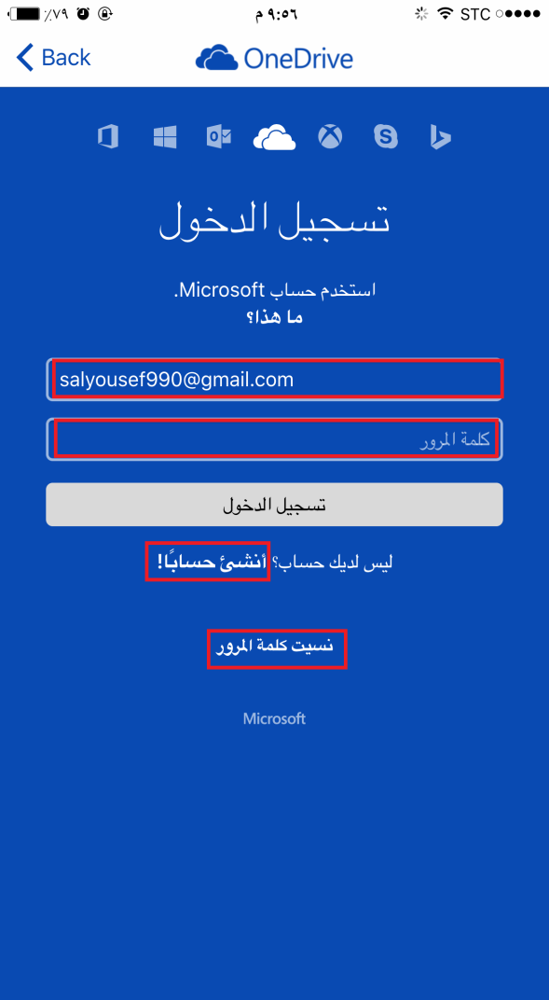 ٪٧٩ ٩:٥٦ م STC
Back OneDrive
تسجيل الدخول
استخدم حساب Microsoft.
ما هذا؟
salyousef990@gmail.com
كلمة المرور
تسجيل الدخول
ليس لديك حساب؟ أنشئ حسابًا!
نسيت كلمة المرور
Microsoft